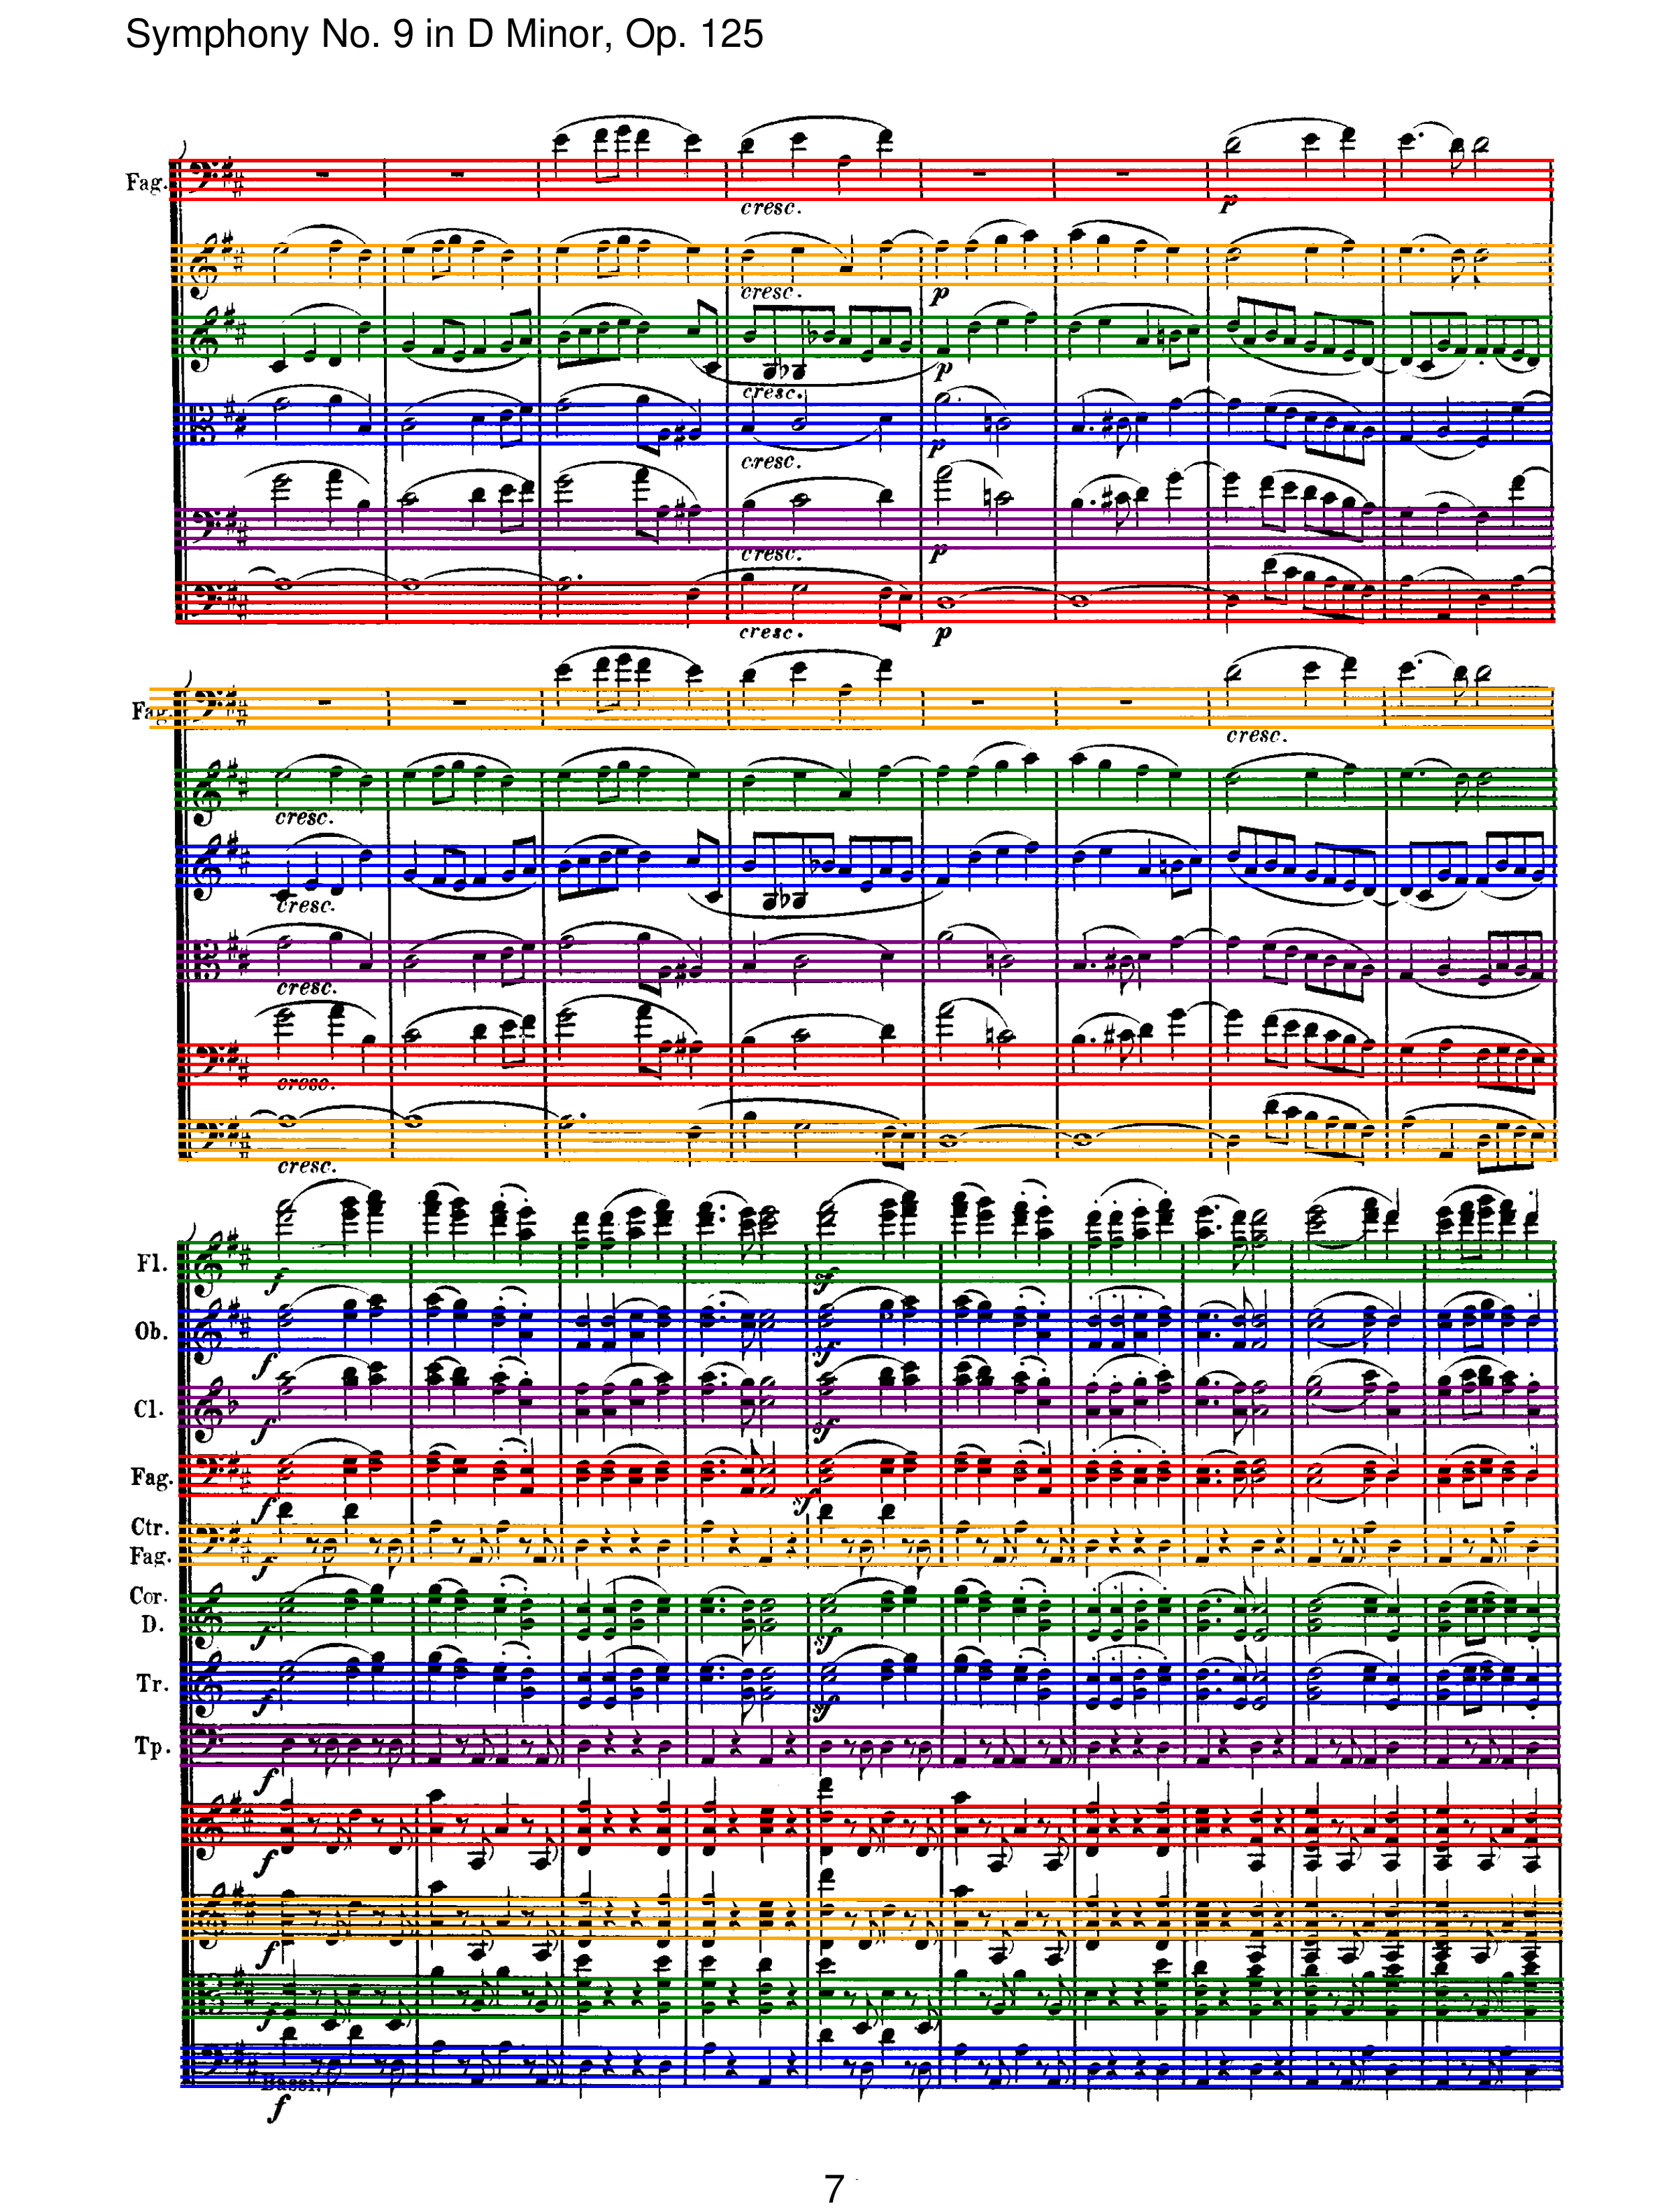 Symphony No. 9 in D Minor, Op. 125
Fag.
cresc.
p
cresc.
p
cresc.
p
cresc.
p
cresc.
p
cresc.
p
Fag.
cresc.
cresc.
cresc.
cresc.
cresc.
cresc.
Fl.
f
sf
Ob.
f
sf
Cl.
f
sf
Fag.
f
sf
Ctr.
Fag.
f
Cor.
D.
f
sf
Tr.
f
sf
Tp.
f
f
f
f
Bassi.
f
7